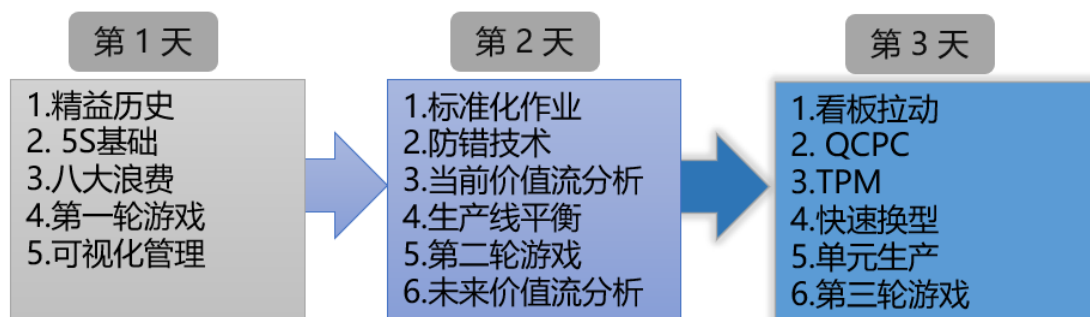 第 1 天
1.精益历史
2. 5S基础
3.八大浪费
4.第一轮游戏
5.可视化管理
第 2 天
1.标准化作业
2.防错技术
3.当前价值流分析
4.生产线平衡
5.第二轮游戏
6.未来价值流分析
第 3 天
1.看板拉动
2. QCPC
3.TPM
4.快速换型
5.单元生产
6.第三轮游戏